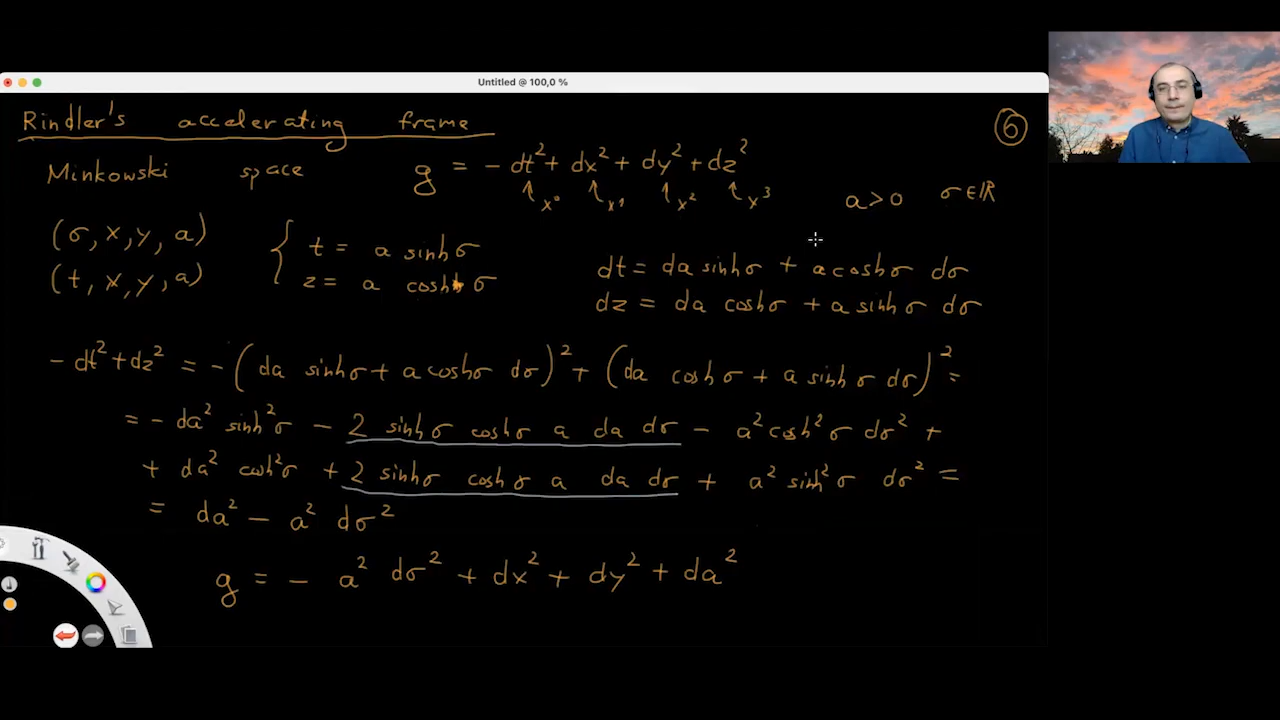 Untitled @ 100,0 %
Rindler's accelerating frame
⑥
Minkowski space g = - dt² + dx² + dy² + dz²
↑x⁰ ↑x¹ ↑x² ↑x³
a > 0 σ ∈ ℝ
(σ, x, y, a) { t = a sinh σ
(t, x, y, a) z = a cosh σ
dt = da sinh σ + a cosh σ dσ
dz = da cosh σ + a sinh σ dσ
- dt² + dz² = - (da sinh σ + a cosh σ dσ)² + (da cosh σ + a sinh σ dσ)² =
= - da² sinh² σ - 2 sinh σ cosh σ a da dσ - a² cosh² σ dσ² +
+ da² cosh² σ + 2 sinh σ cosh σ a da dσ + a² sinh² σ dσ² =
= da² - a² dσ²
g = - a² dσ² + dx² + dy² + da²